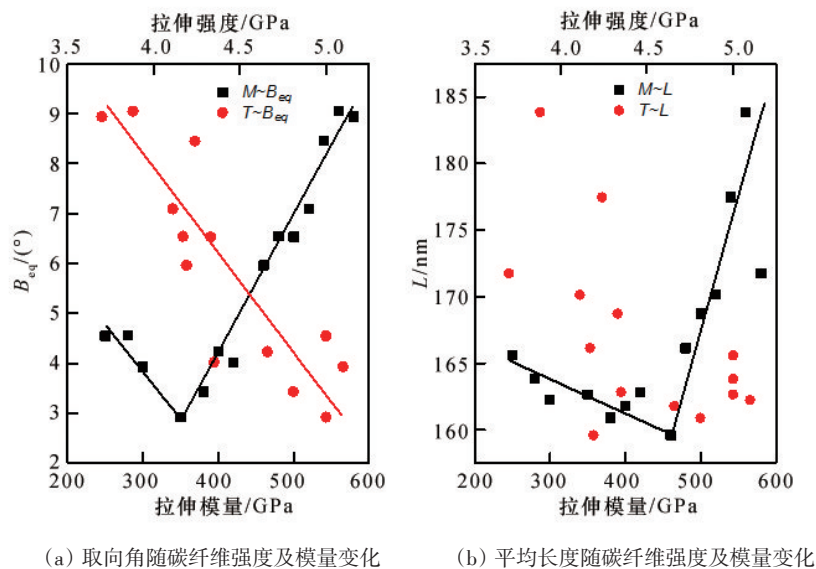 拉伸强度/GPa
3.5 4.0 4.5 5.0
10
9
8
7
6
5
4
3
2
B_eq/(°)
M~B_eq
T~B_eq
200 300 400 500 600
拉伸模量/GPa
(a) 取向角随碳纤维强度及模量变化
拉伸强度/GPa
3.5 4.0 4.5 5.0
185
180
175
170
165
160
L/nm
M~L
T~L
200 300 400 500 600
拉伸模量/GPa
(b) 平均长度随碳纤维强度及模量变化